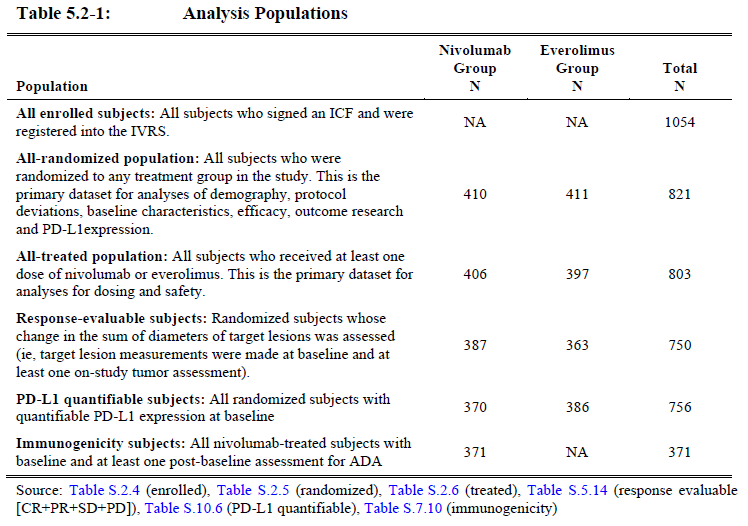 Table 5.2-1: Analysis Populations
Nivolumab Everolimus
Group Group Total
Population N N N
All enrolled subjects: All subjects who signed an ICF and were
registered into the IVRS. NA NA 1054
All-randomized population: All subjects who were
randomized to any treatment group in the study. This is the
primary dataset for analyses of demography, protocol 410 411 821
deviations, baseline characteristics, efficacy, outcome research
and PD-L1expression.
All-treated population: All subjects who received at least one
dose of nivolumab or everolimus. This is the primary dataset for 406 397 803
analyses for dosing and safety.
Response-evaluable subjects: Randomized subjects whose
change in the sum of diameters of target lesions was assessed 387 363 750
(ie, target lesion measurements were made at baseline and at
least one on-study tumor assessment).
PD-L1 quantifiable subjects: All randomized subjects with 370 386 756
quantifiable PD-L1 expression at baseline
Immunogenicity subjects: All nivolumab-treated subjects with 371 NA 371
baseline and at least one post-baseline assessment for ADA
Source: Table S.2.4 (enrolled), Table S.2.5 (randomized), Table S.2.6 (treated), Table S.5.14 (response evaluable
[CR+PR+SD+PD]), Table S.10.6 (PD-L1 quantifiable), Table S.7.10 (immunogenicity)